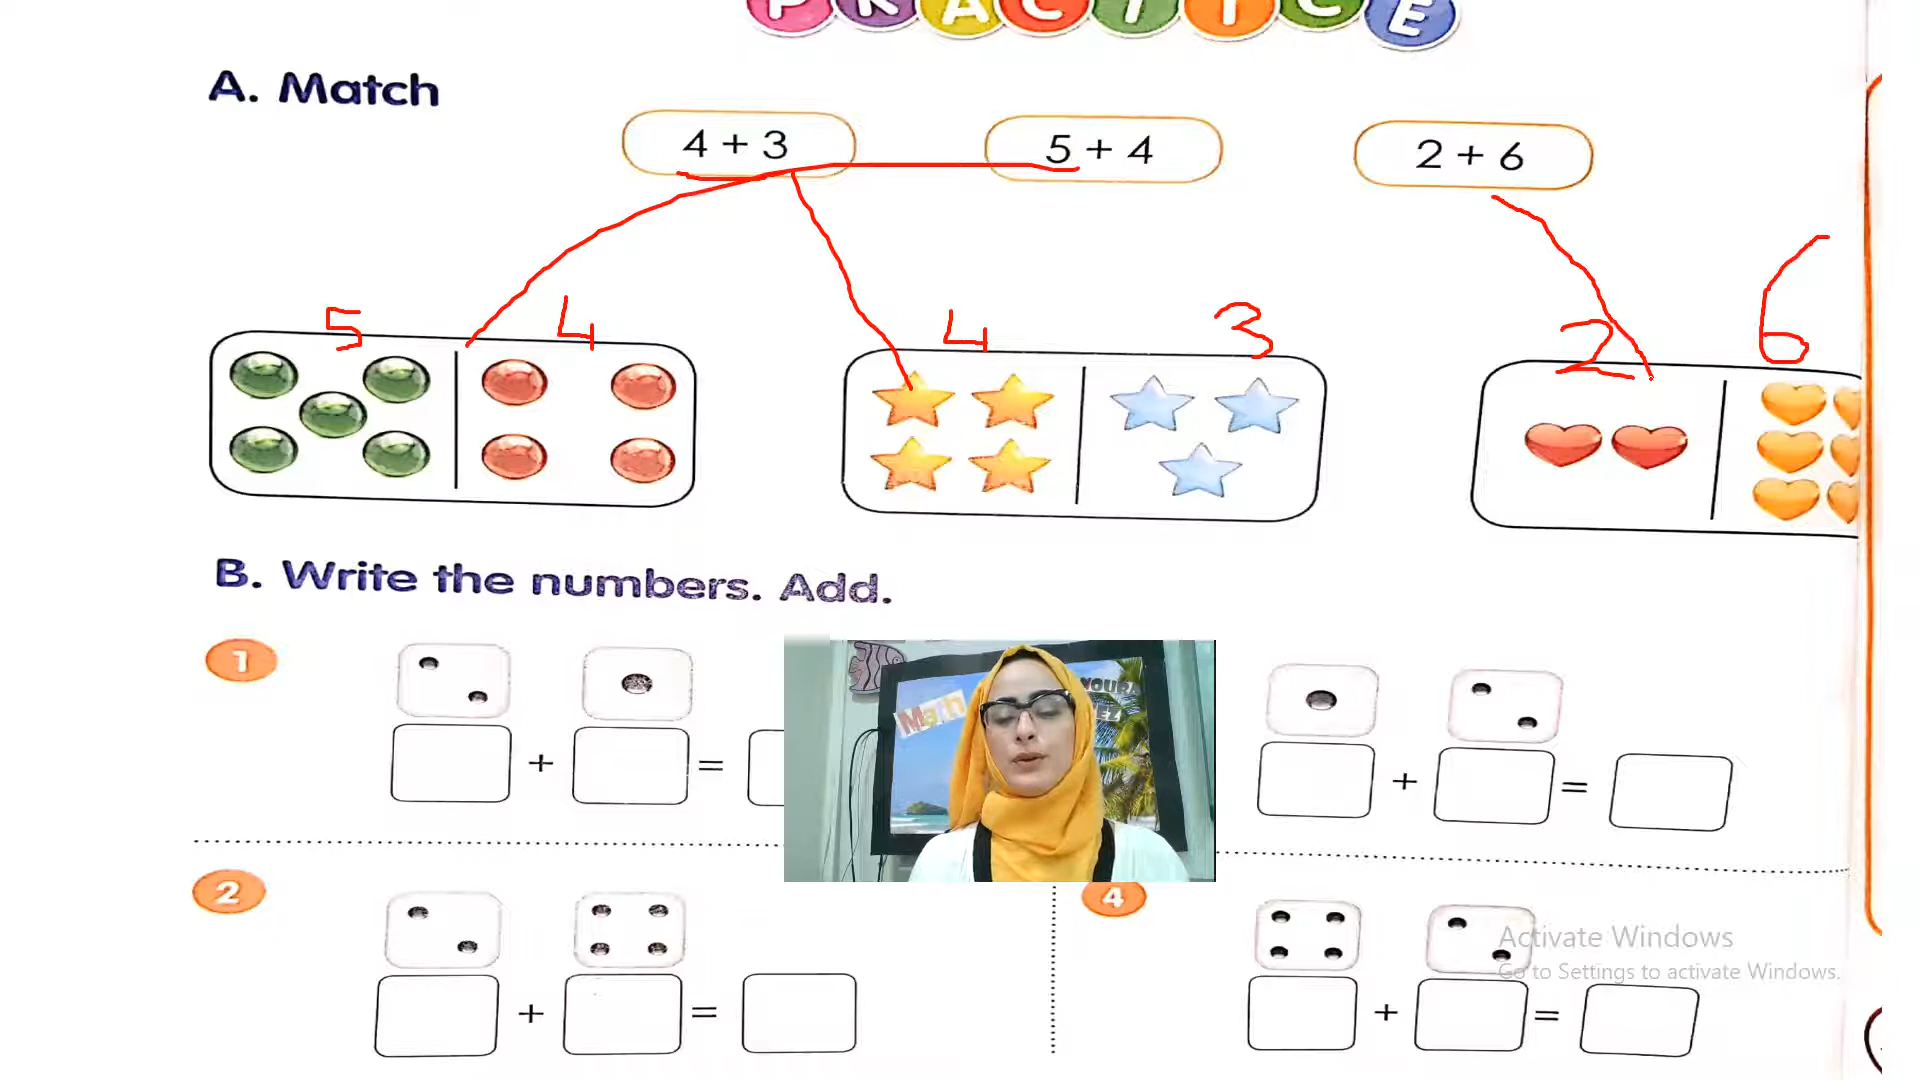 PRACTICE
A. Match
4 + 3
5 + 4
2 + 6
5 4 4 3 2 6
B. Write the numbers. Add.
1
+ =
+ =
2
4
+ =
+ =
Math
Activate Windows
Go to Settings to activate Windows.